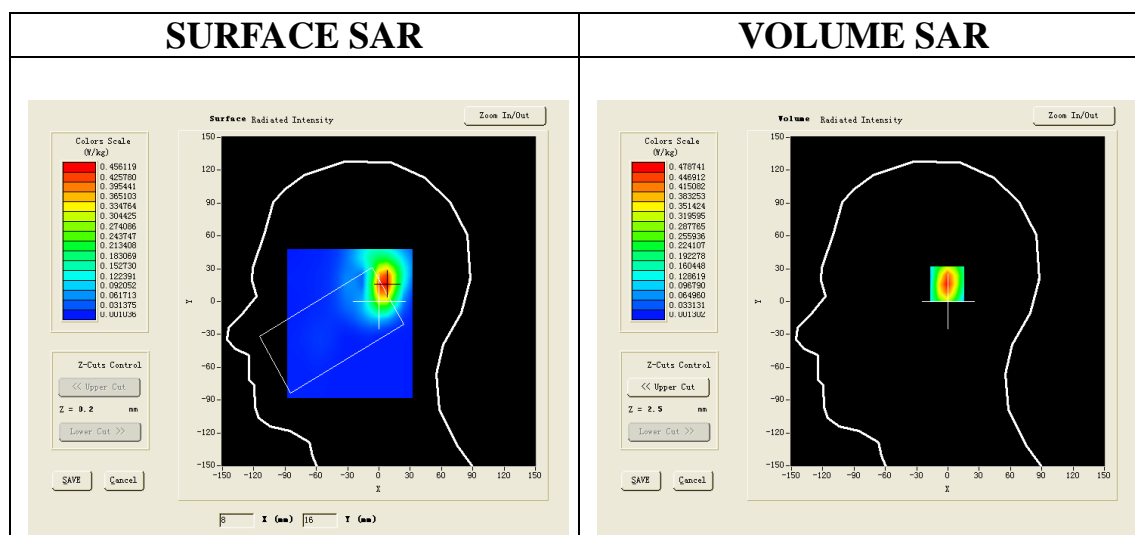 SURFACE SAR
VOLUME SAR
Surface Radiated Intensity
Zoom In/Out
Colors Scale
(W/kg)
0.456119
0.425780
0.395441
0.365103
0.334764
0.304425
0.274086
0.243747
0.213408
0.183069
0.152730
0.122391
0.092052
0.061713
0.031375
0.001036
Z-Cuts Control
<< Upper Cut
Z = 0.2 mm
Lower Cut >>
SAVE
Cancel
150
120
90
60
30
0
-30
-60
-90
-120
-150
Y
-150 -120 -90 -60 -30 0 30 60 90 120 150
X
8 X (mm) 16 Y (mm)
Volume Radiated Intensity
Zoom In/Out
Colors Scale
(W/kg)
0.478741
0.446912
0.415082
0.383253
0.351424
0.319595
0.287765
0.255936
0.224107
0.192278
0.160448
0.128619
0.096790
0.064960
0.033131
0.001302
Z-Cuts Control
<< Upper Cut
Z = 2.5 mm
Lower Cut >>
SAVE
Cancel
150
120
90
60
30
0
-30
-60
-90
-120
-150
Y
-150 -120 -90 -60 -30 0 30 60 90 120 150
X